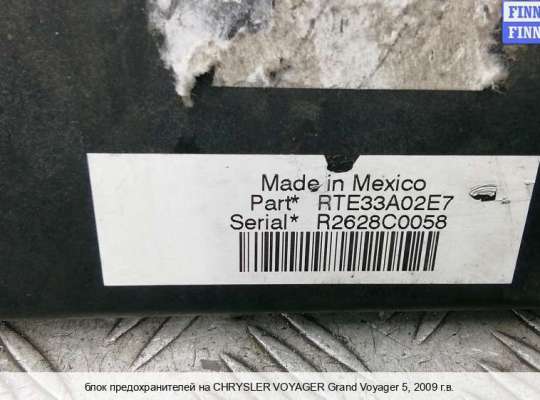 FINN
FINN
Made in Mexico
Part* RTE33A02E7
Serial* R2628C0058
блок предохранителей на CHRYSLER VOYAGER Grand Voyager 5, 2009 г.в.